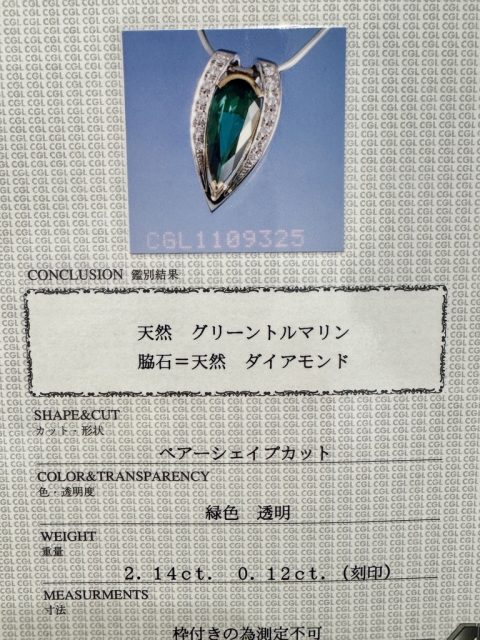 CGL1109325
CONCLUSION 鑑別結果
天然 グリーントルマリン
脇石＝天然 ダイアモンド
SHAPE&CUT
カット・形状
ペアーシェイプカット
COLOR&TRANSPARENCY
色・透明度
緑色 透明
WEIGHT
重量
2.14ct. 0.12ct.(刻印)
MEASURMENTS
寸法
枠付きの為測定不可